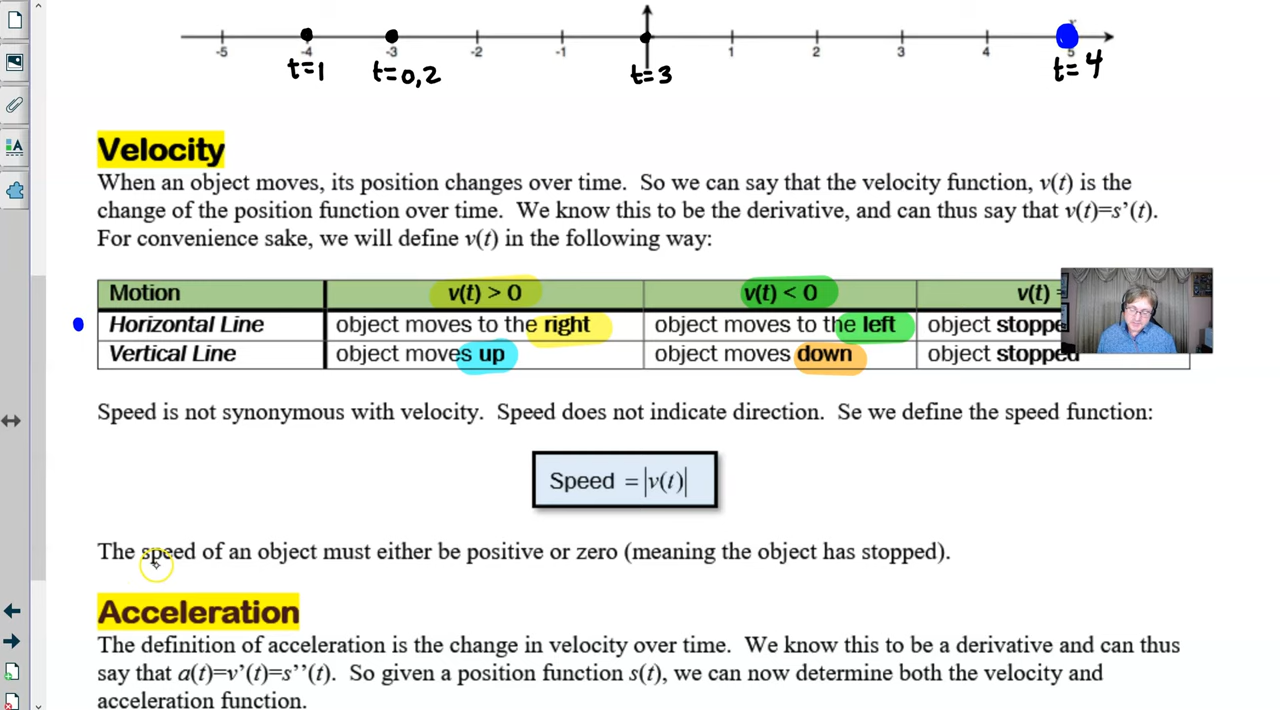 -5 -4 -3 -2 -1 1 2 3 4 5
t=1 t=0,2 t=3 t=4
Velocity
When an object moves, its position changes over time. So we can say that the velocity function, v(t) is the
change of the position function over time. We know this to be the derivative, and can thus say that v(t)=s'(t).
For convenience sake, we will define v(t) in the following way:
Motion v(t) > 0 v(t) < 0 v(t) =
Horizontal Line object moves to the right object moves to the left object stoppe
Vertical Line object moves up object moves down object stopped
Speed is not synonymous with velocity. Speed does not indicate direction. Se we define the speed function:
Speed = |v(t)|
The speed of an object must either be positive or zero (meaning the object has stopped).
Acceleration
The definition of acceleration is the change in velocity over time. We know this to be a derivative and can thus
say that a(t)=v'(t)=s''(t). So given a position function s(t), we can now determine both the velocity and
acceleration function.